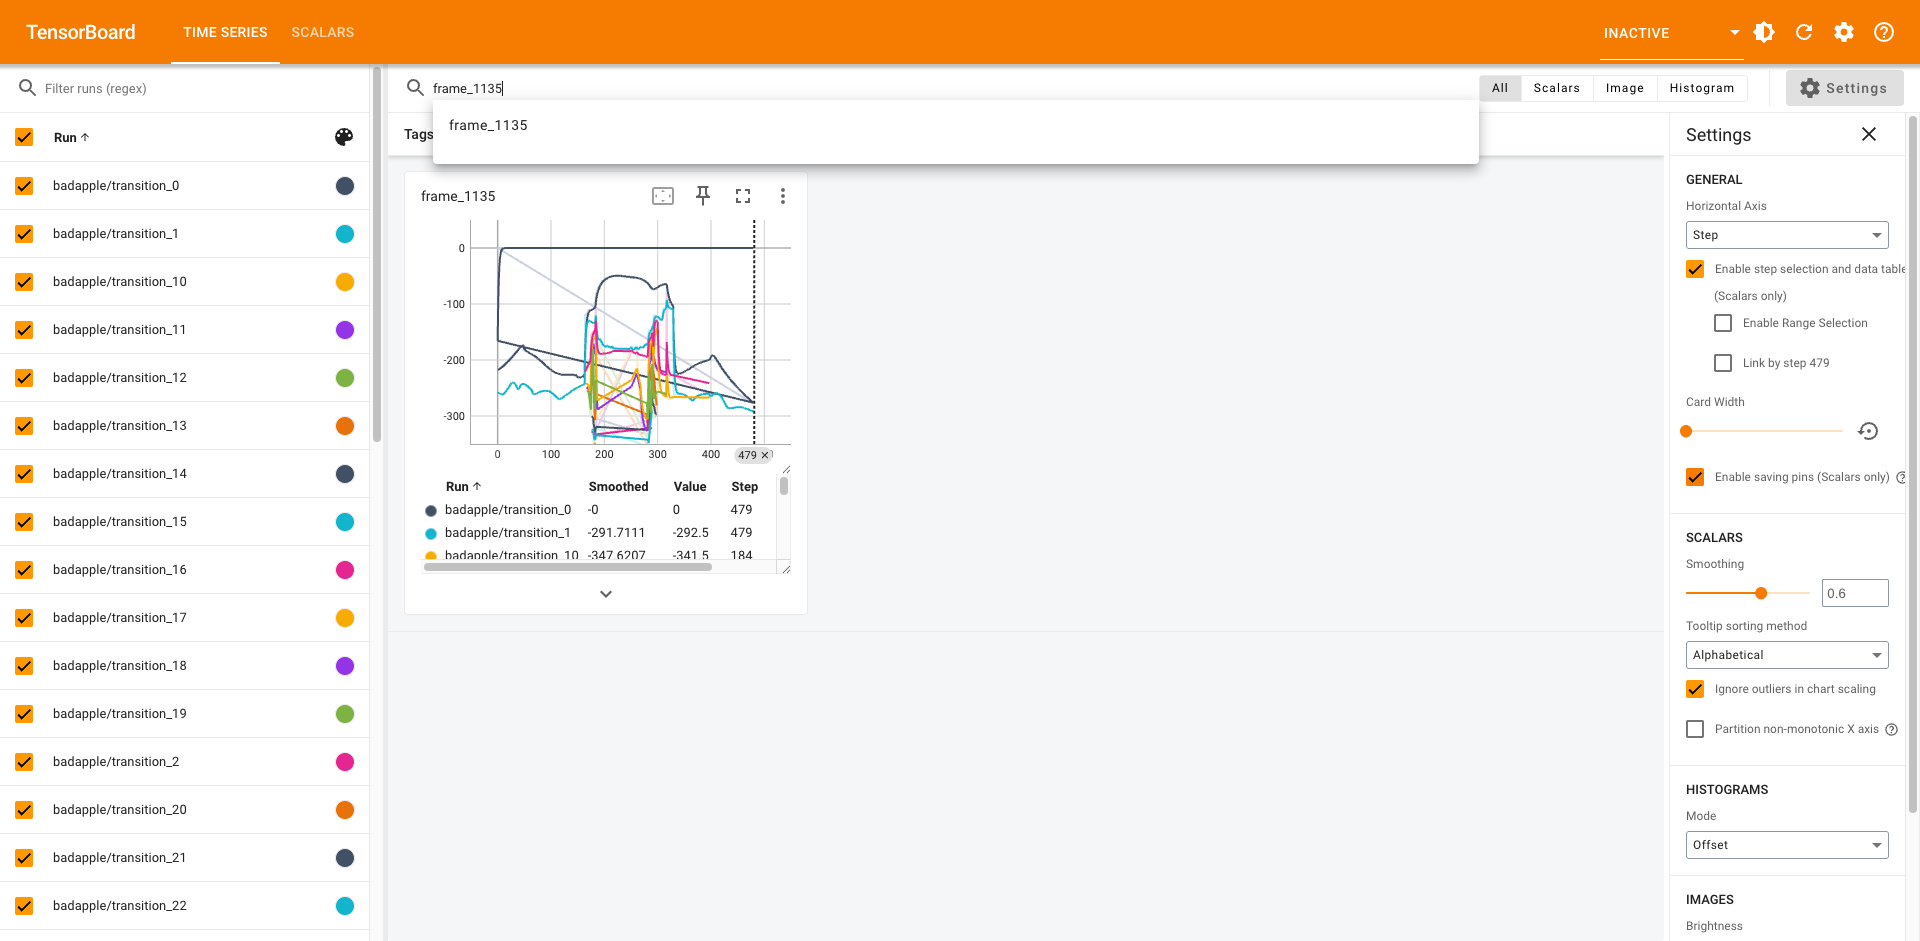 TensorBoard
TIME SERIES
SCALARS
INACTIVE
Filter runs (regex)
frame_1135
All
Scalars
Image
Histogram
Settings
frame_1135
Run
Tags
badapple/transition_0
badapple/transition_1
badapple/transition_10
badapple/transition_11
badapple/transition_12
badapple/transition_13
badapple/transition_14
badapple/transition_15
badapple/transition_16
badapple/transition_17
badapple/transition_18
badapple/transition_19
badapple/transition_2
badapple/transition_20
badapple/transition_21
badapple/transition_22
frame_1135
0
-100
-200
-300
0 100 200 300 400 479
Run Smoothed Value Step
badapple/transition_0 -0 0 479
badapple/transition_1 -291.7111 -292.5 479
badapple/transition_10 -347.6207 -341.5 184
Settings
GENERAL
Horizontal Axis
Step
Enable step selection and data table
(Scalars only)
Enable Range Selection
Link by step 479
Card Width
Enable saving pins (Scalars only)
SCALARS
Smoothing
0.6
Tooltip sorting method
Alphabetical
Ignore outliers in chart scaling
Partition non-monotonic X axis
HISTOGRAMS
Mode
Offset
IMAGES
Brightness